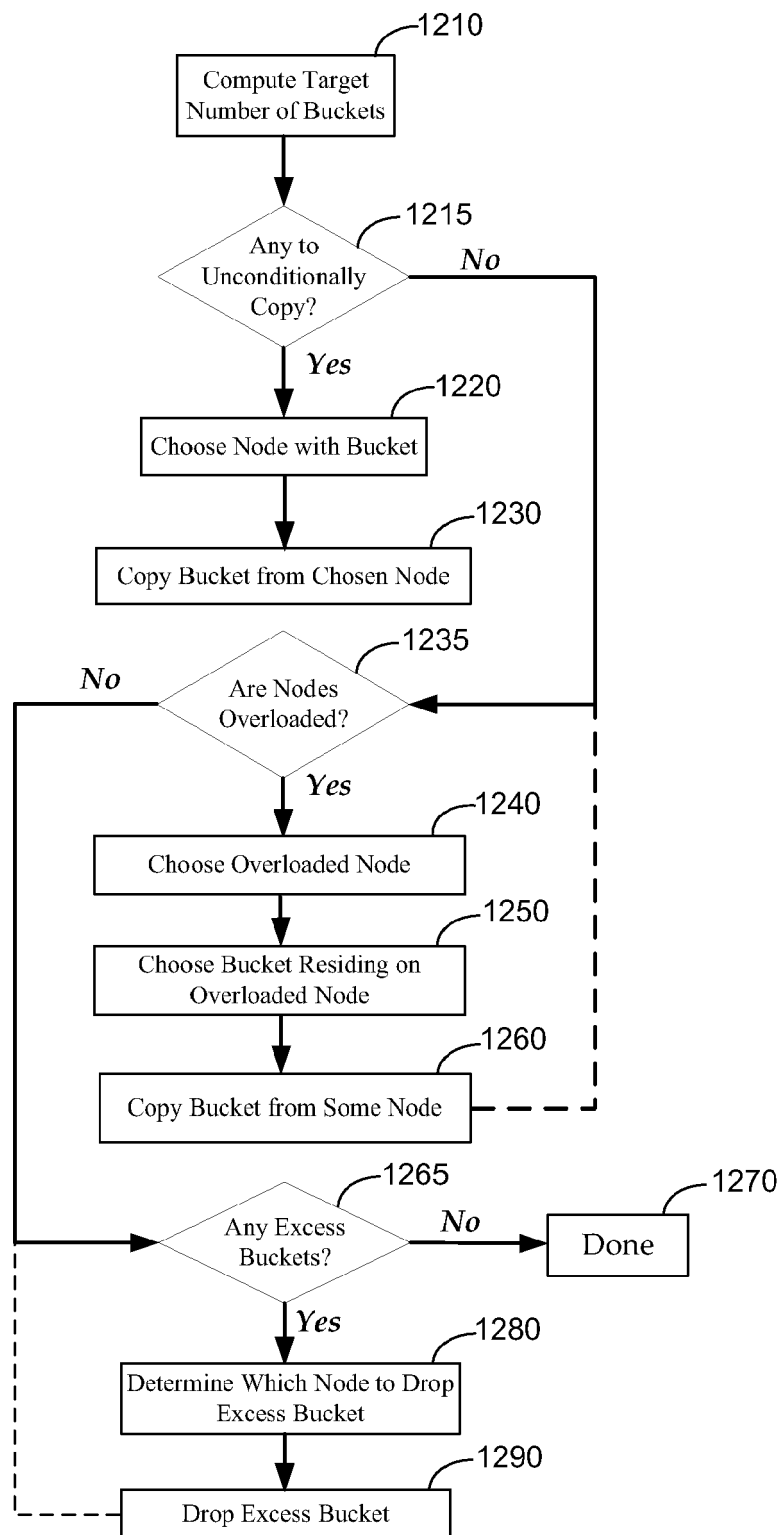 1210
Compute Target
Number of Buckets
1215
Any to
Unconditionally
Copy?
No
Yes
1220
Choose Node with Bucket
1230
Copy Bucket from Chosen Node
1235
No
Are Nodes
Overloaded?
Yes
1240
Choose Overloaded Node
1250
Choose Bucket Residing on
Overloaded Node
1260
Copy Bucket from Some Node
1265
Any Excess
Buckets?
No
1270
Done
Yes
1280
Determine Which Node to Drop
Excess Bucket
1290
Drop Excess Bucket